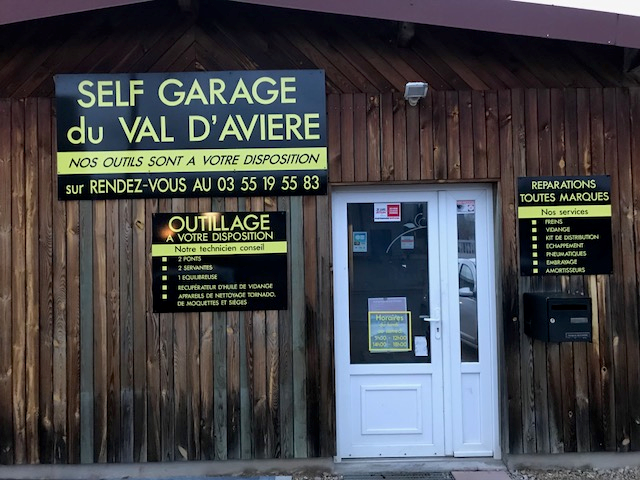 SELF GARAGE
du VAL D'AVIERE
NOS OUTILS SONT A VOTRE DISPOSITION
sur RENDEZ-VOUS AU 03 55 19 55 83
OUTILLAGE
A VOTRE DISPOSITION
Notre technicien conseil
2 PONTS
2 SERVANTES
1 EQUILIBREUSE
RECUPÉRATEUR D'HUILE DE VIDANGE
APPAREILS DE NETTOYAGE TORNADO,
DE MOQUETTES ET SIÈGES
Horaires
REPARATIONS
TOUTES MARQUES
Nos services
FREINS
VIDANGE
KIT DE DISTRIBUTION
ECHAPPEMENT
PNEUMATIQUES
EMBRAYAGE
AMORTISSEURS